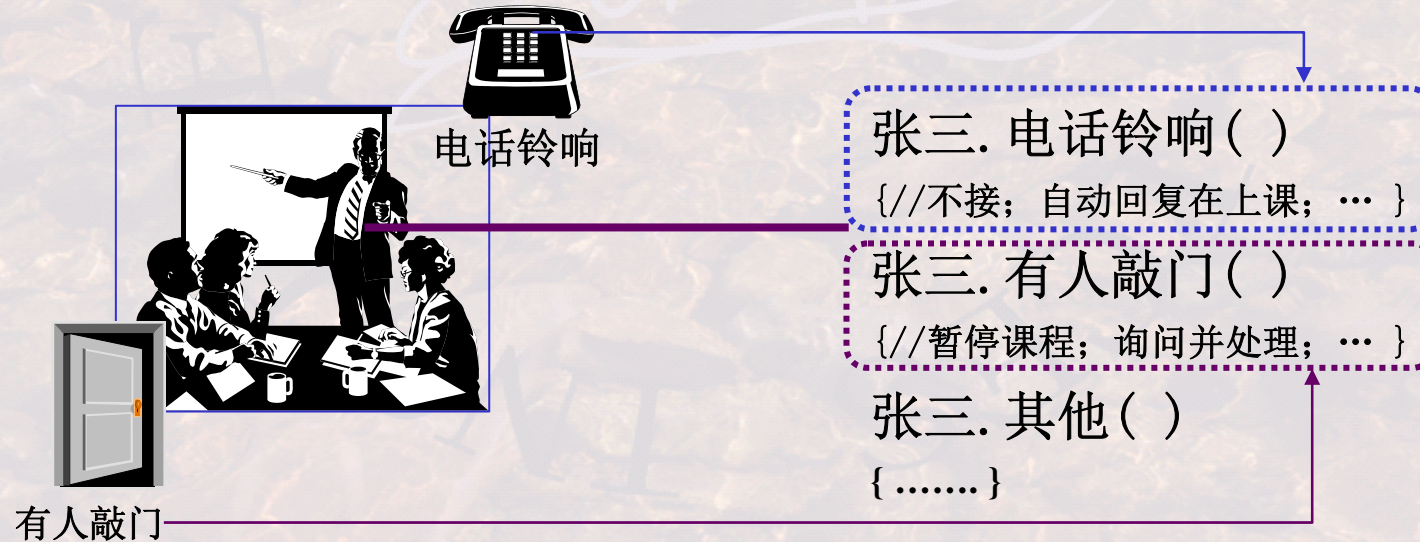 电话铃响
有人敲门
张三.电话铃响( )
{//不接；自动回复在上课；… }
张三.有人敲门( )
{//暂停课程；询问并处理；… }
张三.其他( )
{ ……. }